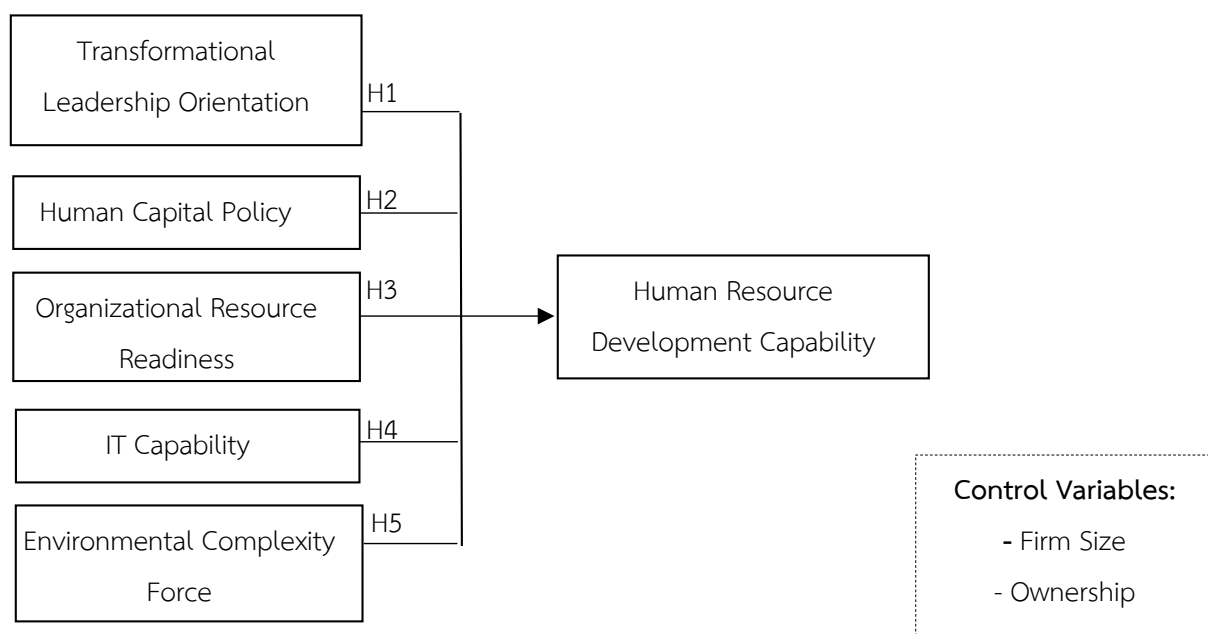 Transformational
Leadership Orientation
H1
Human Capital Policy
H2
Organizational Resource
Readiness
H3
IT Capability
H4
Environmental Complexity
Force
H5
Human Resource
Development Capability
Control Variables:
- Firm Size
- Ownership